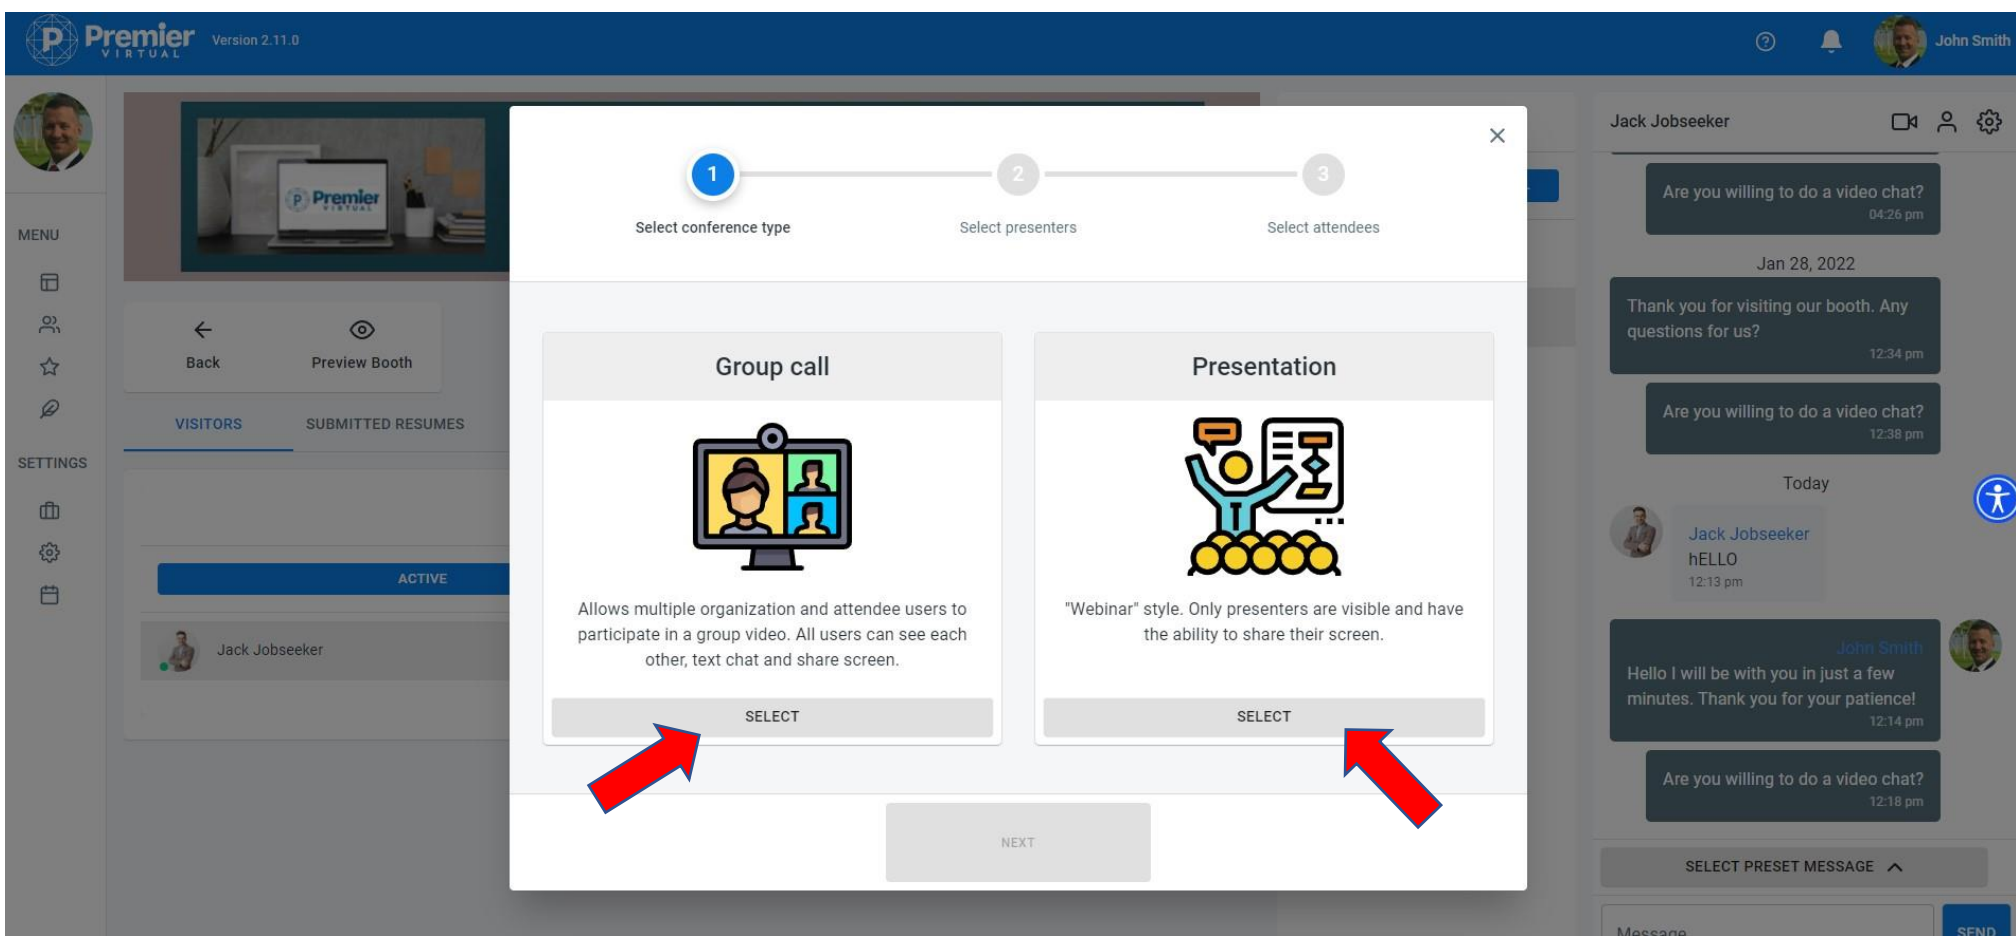 Premier
VIRTUAL
Version 2.11.0
John Smith
Premier
VIRTUAL
MENU
Back
Preview Booth
VISITORS
SUBMITTED RESUMES
SETTINGS
ACTIVE
Jack Jobseeker
1
2
3
Select conference type
Select presenters
Select attendees
Group call
Allows multiple organization and attendee users to
participate in a group video. All users can see each
other, text chat and share screen.
SELECT
Presentation
"Webinar" style. Only presenters are visible and have
the ability to share their screen.
SELECT
NEXT
Jack Jobseeker
Are you willing to do a video chat?
04:26 pm
Jan 28, 2022
Thank you for visiting our booth. Any
questions for us?
12:34 pm
Are you willing to do a video chat?
12:38 pm
Today
Jack Jobseeker
hELLO
12:13 pm
John Smith
Hello I will be with you in just a few
minutes. Thank you for your patience!
12:14 pm
Are you willing to do a video chat?
12:18 pm
SELECT PRESET MESSAGE
Message
SEND